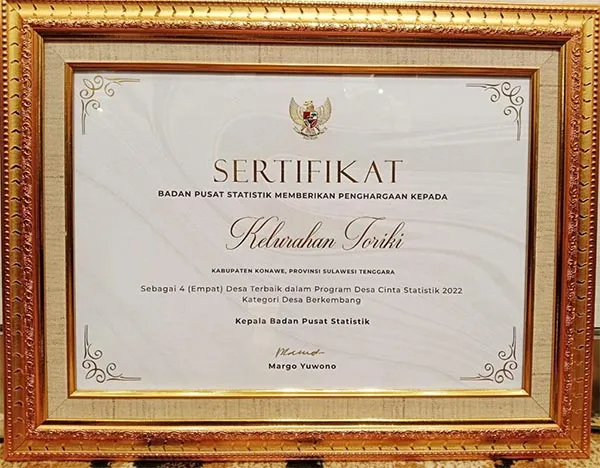 SERTIFIKAT
BADAN PUSAT STATISTIK MEMBERIKAN PENGHARGAAN KEPADA
Kelurahan Toriki
KABUPATEN KONAWE, PROVINSI SULAWESI TENGGARA
Sebagai 4 (Empat) Desa Terbaik dalam Program Desa Cinta Statistik 2022
Kategori Desa Berkembang
Kepala Badan Pusat Statistik
Margo Yuwono